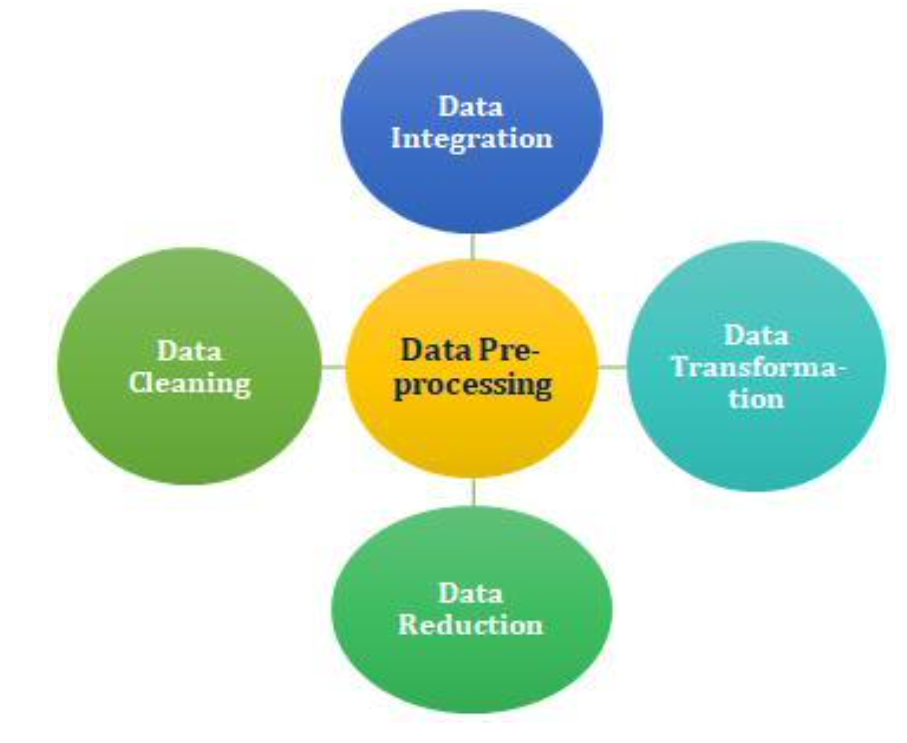 Data
Integration
Data
Cleaning
Data Pre-
processing
Data
Transforma-
tion
Data
Reduction